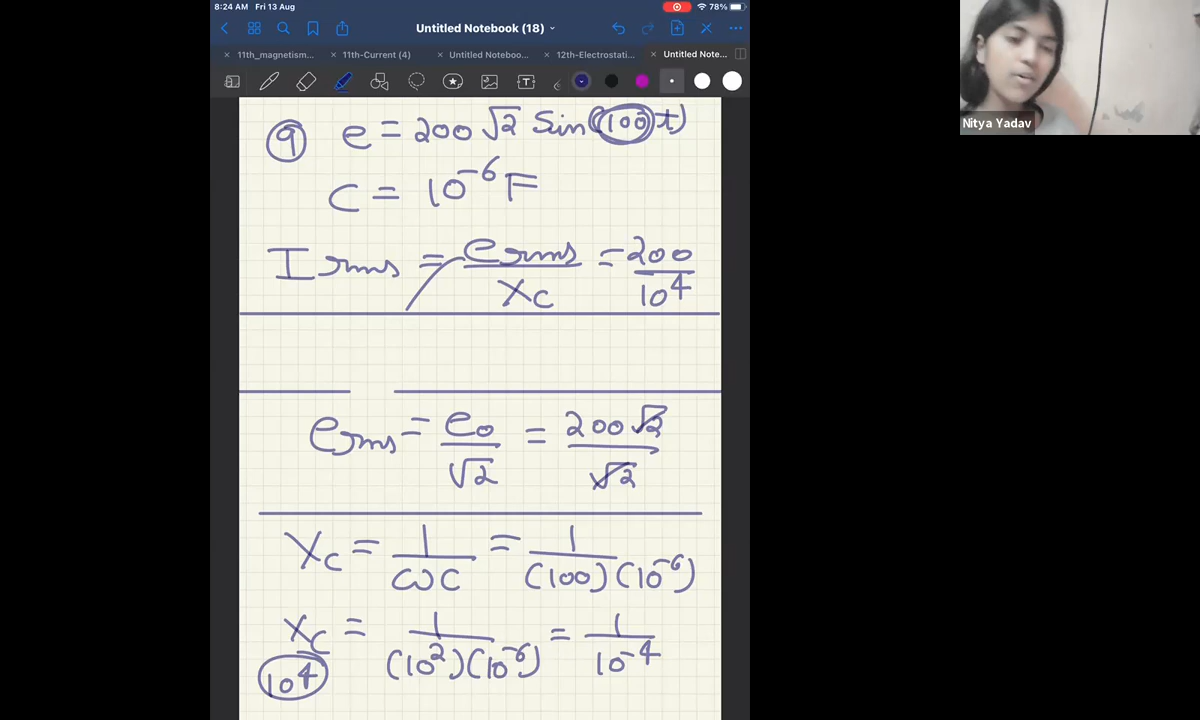 8:24 AM Fri 13 Aug 78%
Untitled Notebook (18)
11th_magnetism... 11th-Current (4) Untitled Noteboo... 12th-Electrostati... Untitled Note...
Nitya Yadav
9 e = 200 √2 Sin (100 t)
C = 10⁻⁶ F
I rms = erms / XC = 200 / 10⁴
erms = e₀ / √2 = 200 √2 / √2
XC = 1 / ωC = 1 / (100) (10⁻⁶)
XC = 1 / (10²) (10⁻⁶) = 1 / 10⁻⁴
10⁴